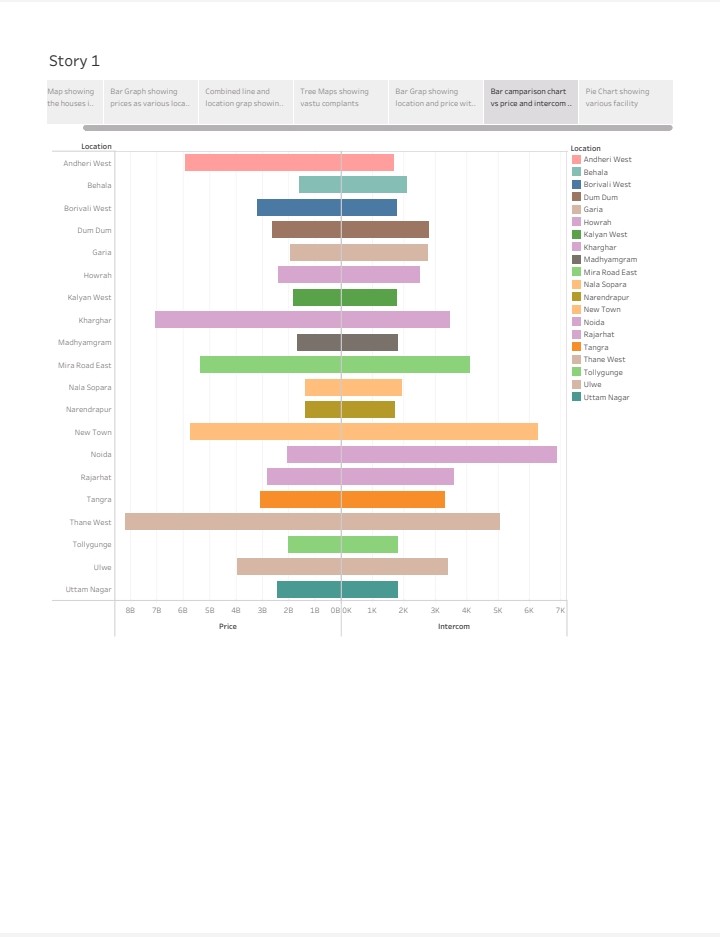 Story 1
Map showing
the houses i..
Bar Graph showing
prices as various loca..
Combined line and
location grap showin..
Tree Maps showing
vastu complants
Bar Grap showing
location and price wit..
Bar camparison chart
vs price and intercom ..
Pie Chart showing
various facility
Location
Andheri West
Behala
Borivali West
Dum Dum
Garia
Howrah
Kalyan West
Kharghar
Madhyamgram
Mira Road East
Nala Sopara
Narendrapur
New Town
Noida
Rajarhat
Tangra
Thane West
Tollygunge
Ulwe
Uttam Nagar
8B 7B 6B 5B 4B 3B 2B 1B 0B 0K 1K 2K 3K 4K 5K 6K 7K
Price Intercom
Location
Andheri West
Behala
Borivali West
Dum Dum
Garia
Howrah
Kalyan West
Kharghar
Madhyamgram
Mira Road East
Nala Sopara
Narendrapur
New Town
Noida
Rajarhat
Tangra
Thane West
Tollygunge
Ulwe
Uttam Nagar